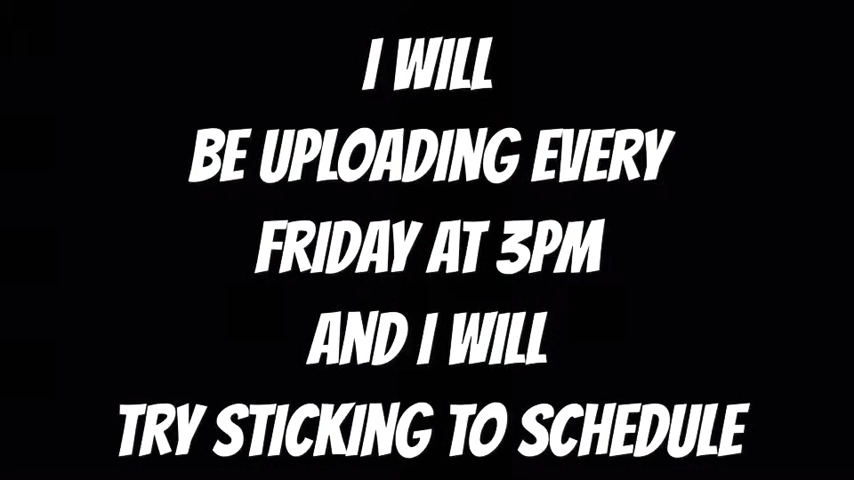 I WILL
BE UPLOADING EVERY
FRIDAY AT 3PM
AND I WILL
TRY STICKING TO SCHEDULE